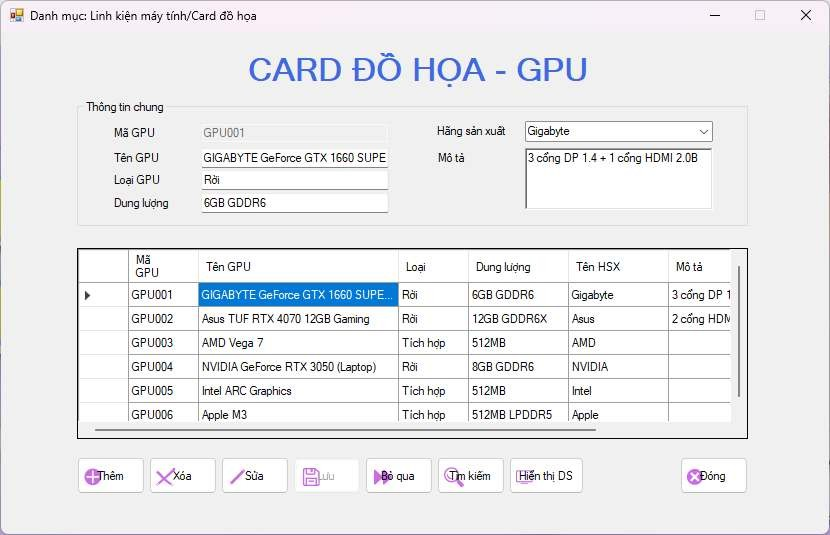 Danh mục: Linh kiện máy tính/Card đồ họa
CARD ĐỒ HỌA - GPU
Thông tin chung
Mã GPU GPU001
Tên GPU GIGABYTE GeForce GTX 1660 SUPE
Loại GPU Rời
Dung lượng 6GB GDDR6
Hãng sản xuất Gigabyte
Mô tả 3 cổng DP 1.4 + 1 cổng HDMI 2.0B
Mã GPU Tên GPU Loại Dung lượng Tên HSX Mô tả
GPU001 GIGABYTE GeForce GTX 1660 SUPE... Rời 6GB GDDR6 Gigabyte 3 cổng DP 1
GPU002 Asus TUF RTX 4070 12GB Gaming Rời 12GB GDDR6X Asus 2 cổng HDM
GPU003 AMD Vega 7 Tích hợp 512MB AMD
GPU004 NVIDIA GeForce RTX 3050 (Laptop) Rời 8GB GDDR6 NVIDIA
GPU005 Intel ARC Graphics Tích hợp 512MB Intel
GPU006 Apple M3 Tích hợp 512MB LPDDR5 Apple
Thêm Xóa Sửa Lưu Bỏ qua Tìm kiếm Hiển thị DS Đóng